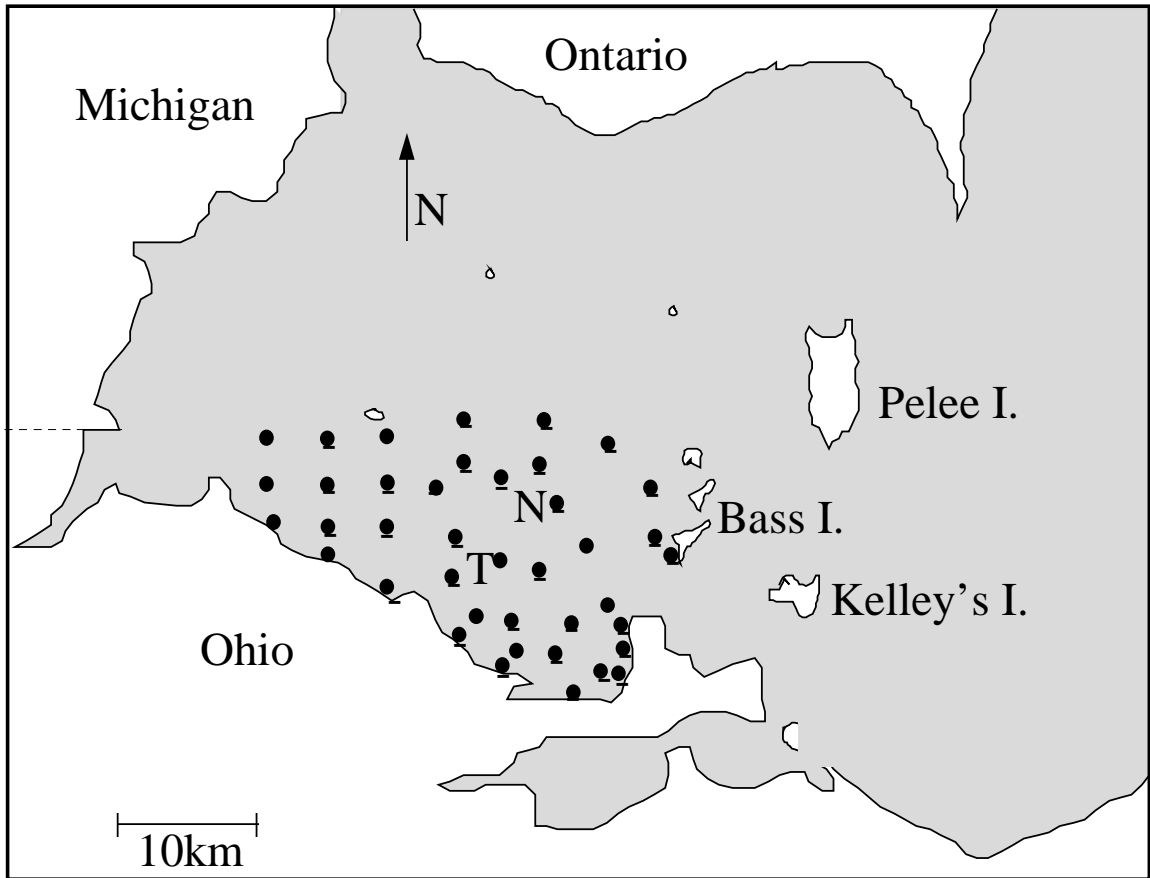 Ontario
Michigan
N
Pelee I.
N
Bass I.
T
Kelley’s I.
Ohio
10km